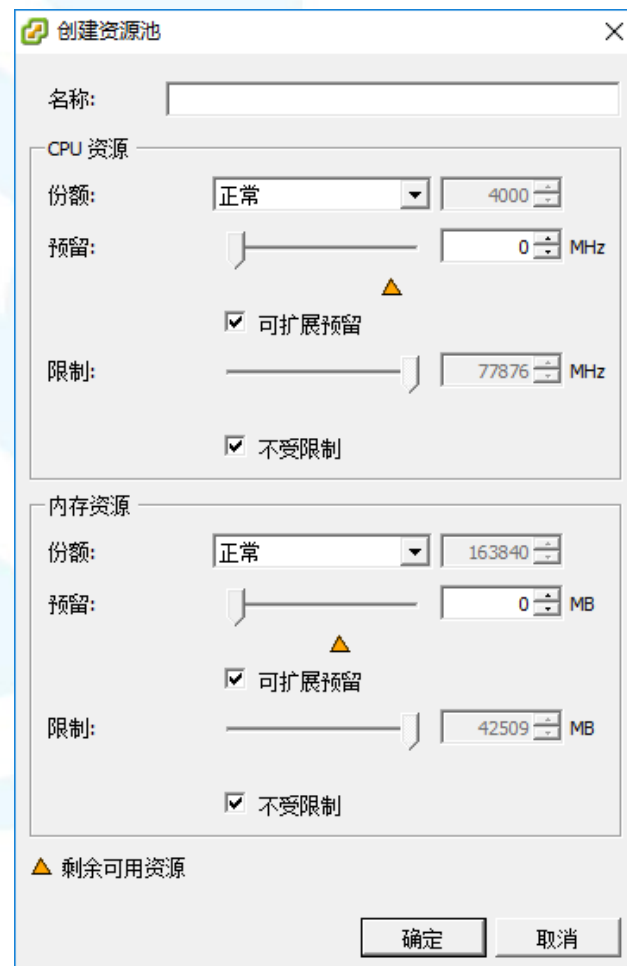 创建资源池
名称:
CPU 资源
份额: 正常 4000
预留: 0 MHz
可扩展预留
限制: 77876 MHz
不受限制
内存资源
份额: 正常 163840
预留: 0 MB
可扩展预留
限制: 42509 MB
不受限制
剩余可用资源
确定 取消